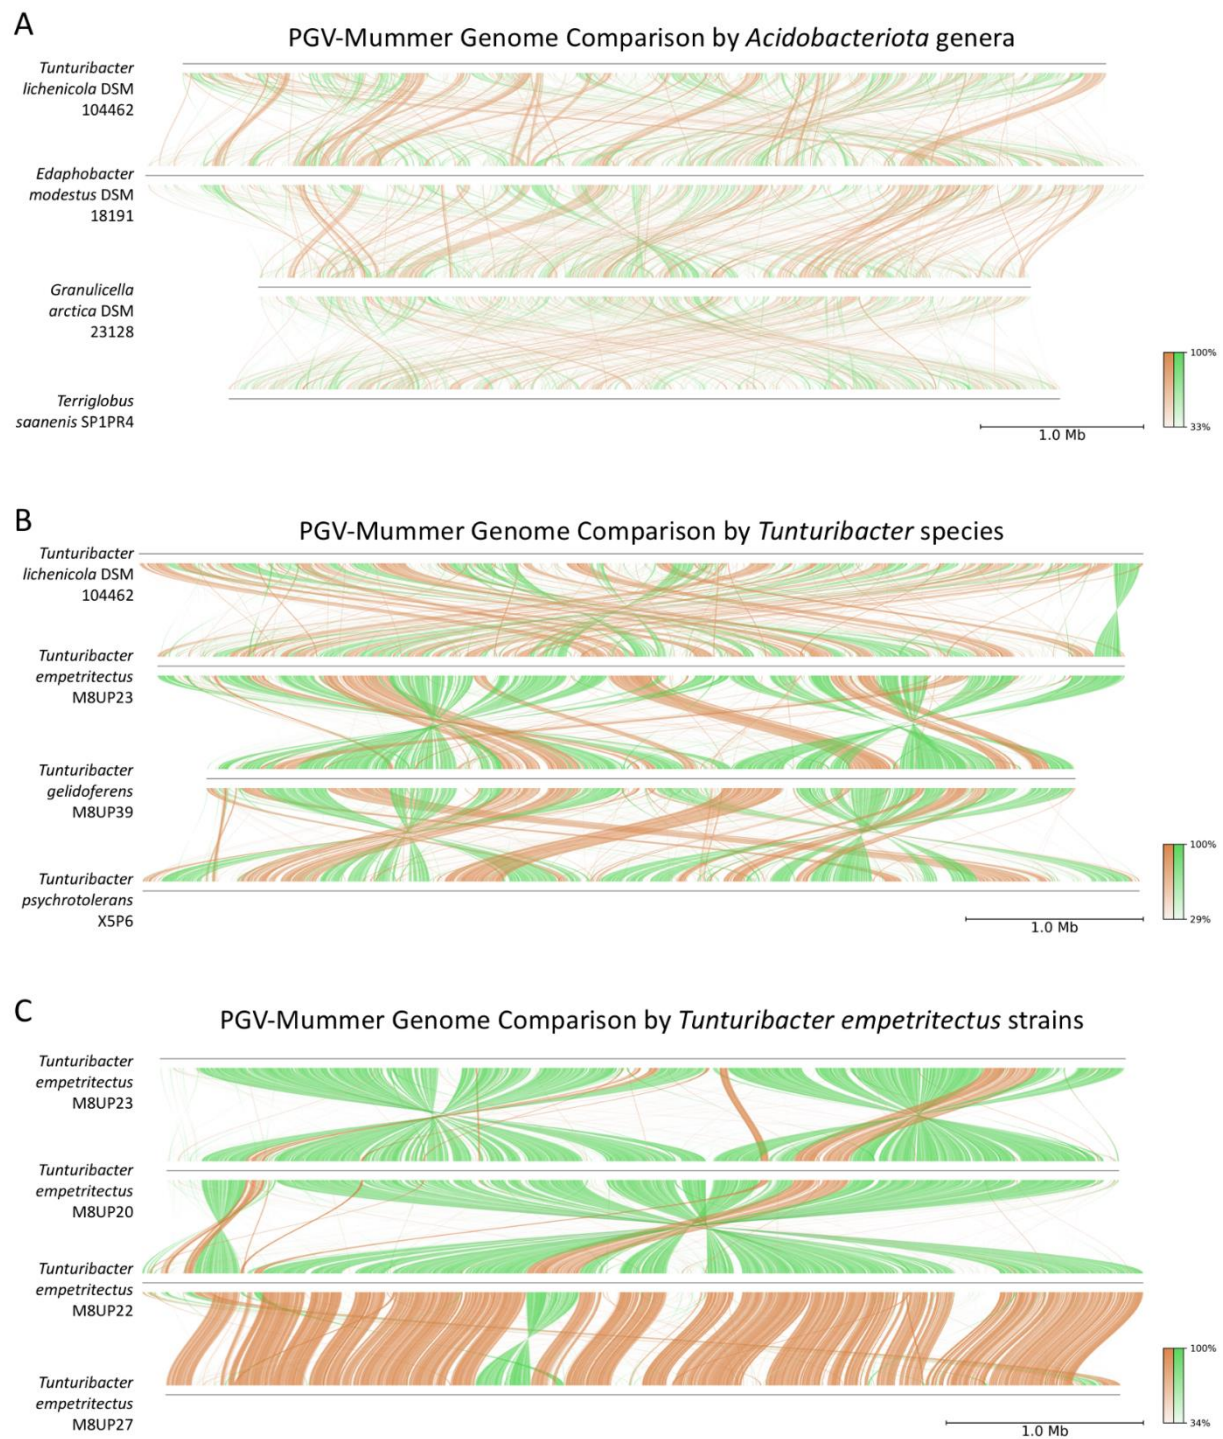 A
PGV-Mummer Genome Comparison by Acidobacteriota genera
Tunturibacter
lichenicola DSM
104462
Edaphobacter
modestus DSM
18191
Granulicella
arctica DSM
23128
Terriglobus
saanenis SP1PR4
100%
33%
1.0 Mb
B
PGV-Mummer Genome Comparison by Tunturibacter species
Tunturibacter
lichenicola DSM
104462
Tunturibacter
empetritectus
M8UP23
Tunturibacter
gelidoferens
M8UP39
Tunturibacter
psychrotolerans
X5P6
100%
29%
1.0 Mb
C
PGV-Mummer Genome Comparison by Tunturibacter empetritectus strains
Tunturibacter
empetritectus
M8UP23
Tunturibacter
empetritectus
M8UP20
Tunturibacter
empetritectus
M8UP22
Tunturibacter
empetritectus
M8UP27
100%
34%
1.0 Mb